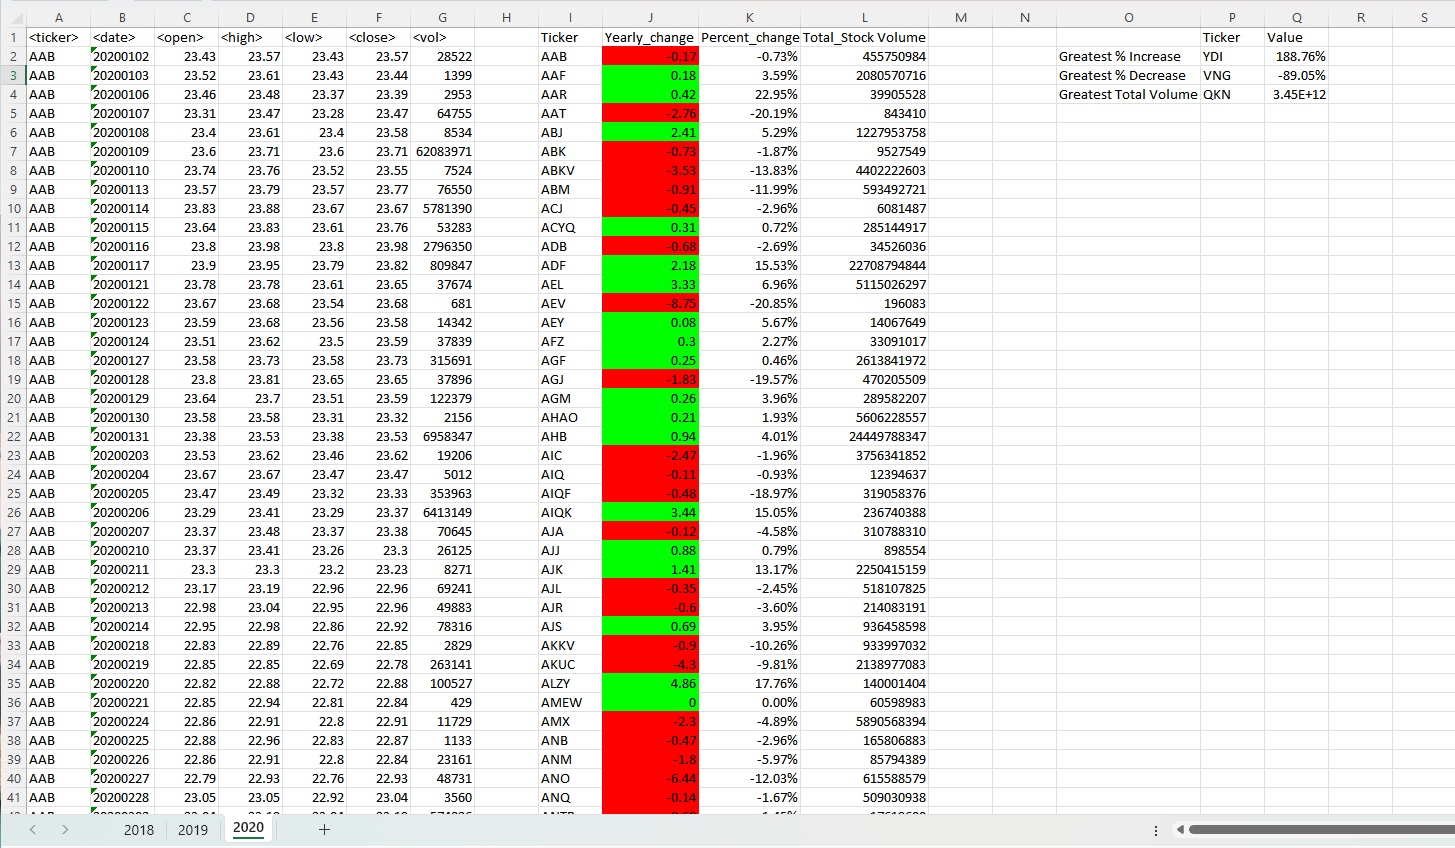 A B C D E F G H I J K L M N O P Q R S
1 <ticker> <date> <open> <high> <low> <close> <vol> Ticker Yearly_change Percent_change Total_Stock Volume Ticker Value
2 AAB 20200102 23.43 23.57 23.43 23.57 28522 AAB -0.17 -0.73% 455750984 Greatest % Increase YDI 188.76%
3 AAB 20200103 23.52 23.61 23.43 23.44 1399 AAF 0.18 3.59% 2080570716 Greatest % Decrease VNG -89.05%
4 AAB 20200106 23.46 23.48 23.37 23.39 2953 AAR 0.42 22.95% 39905528 Greatest Total Volume QKN 3.45E+12
5 AAB 20200107 23.31 23.47 23.28 23.47 64755 AAT -2.76 -20.19% 843410
6 AAB 20200108 23.4 23.61 23.4 23.58 8534 ABJ 2.41 5.29% 1227953758
7 AAB 20200109 23.6 23.71 23.6 23.71 62083971 ABK -0.73 -1.87% 9527549
8 AAB 20200110 23.74 23.76 23.52 23.55 7524 ABKV -3.53 -13.83% 4402222603
9 AAB 20200113 23.57 23.79 23.57 23.77 76550 ABM -0.91 -11.99% 593492721
10 AAB 20200114 23.83 23.88 23.67 23.67 5781390 ACJ -0.45 -2.96% 6081487
11 AAB 20200115 23.64 23.83 23.61 23.76 53283 ACYQ 0.31 0.72% 285144917
12 AAB 20200116 23.8 23.98 23.8 23.98 2796350 ADB -0.68 -2.69% 34526036
13 AAB 20200117 23.9 23.95 23.79 23.82 809847 ADF 2.18 15.53% 22708794844
14 AAB 20200121 23.78 23.78 23.61 23.65 37674 AEL 3.33 6.96% 5115026297
15 AAB 20200122 23.67 23.68 23.54 23.68 681 AEV -8.75 -20.85% 196083
16 AAB 20200123 23.59 23.68 23.56 23.58 14342 AEY 0.08 5.67% 14067649
17 AAB 20200124 23.51 23.62 23.5 23.59 37839 AFZ 0.3 2.27% 33091017
18 AAB 20200127 23.58 23.73 23.58 23.73 315691 AGF 0.25 0.46% 2613841972
19 AAB 20200128 23.8 23.81 23.65 23.65 37896 AGJ -1.83 -19.57% 470205509
20 AAB 20200129 23.64 23.7 23.51 23.59 122379 AGM 0.26 3.96% 289582207
21 AAB 20200130 23.58 23.58 23.31 23.32 2156 AHAO 0.21 1.93% 5606228557
22 AAB 20200131 23.38 23.53 23.38 23.53 6958347 AHB 0.94 4.01% 24449788347
23 AAB 20200203 23.53 23.62 23.46 23.62 19206 AIC -2.47 -1.96% 3756341852
24 AAB 20200204 23.67 23.67 23.47 23.47 5012 AIQ -0.11 -0.93% 12394637
25 AAB 20200205 23.47 23.49 23.32 23.33 353963 AIQF -0.48 -18.97% 319058376
26 AAB 20200206 23.29 23.41 23.29 23.37 6413149 AIQK 3.44 15.05% 236740388
27 AAB 20200207 23.37 23.48 23.37 23.38 70645 AJA -0.12 -4.58% 310788310
28 AAB 20200210 23.37 23.41 23.26 23.3 26125 AJJ 0.88 0.79% 898554
29 AAB 20200211 23.3 23.3 23.2 23.23 8271 AJK 1.41 13.17% 2250415159
30 AAB 20200212 23.17 23.19 22.96 22.96 69241 AJL -0.35 -2.45% 518107825
31 AAB 20200213 22.98 23.04 22.95 22.96 49883 AJR -0.6 -3.60% 214083191
32 AAB 20200214 22.95 22.98 22.86 22.92 78316 AJS 0.69 3.95% 936458598
33 AAB 20200218 22.83 22.89 22.76 22.85 2829 AKKV -0.9 -10.26% 933997032
34 AAB 20200219 22.85 22.85 22.69 22.78 263141 AKUC -4.3 -9.81% 2138977083
35 AAB 20200220 22.82 22.88 22.72 22.88 100527 ALZY 4.86 17.76% 140001404
36 AAB 20200221 22.85 22.94 22.81 22.84 429 AMEW 0 0.00% 60598983
37 AAB 20200224 22.86 22.91 22.8 22.91 11729 AMX -2.3 -4.89% 5890568394
38 AAB 20200225 22.88 22.96 22.83 22.87 1133 ANB -0.47 -2.96% 165806883
39 AAB 20200226 22.86 22.91 22.8 22.84 23161 ANM -1.8 -5.97% 85794389
40 AAB 20200227 22.79 22.93 22.76 22.93 48731 ANO -6.44 -12.03% 615588579
41 AAB 20200228 23.05 23.05 22.92 23.04 3560 ANQ -0.14 -1.67% 509030938
2018 2019 2020